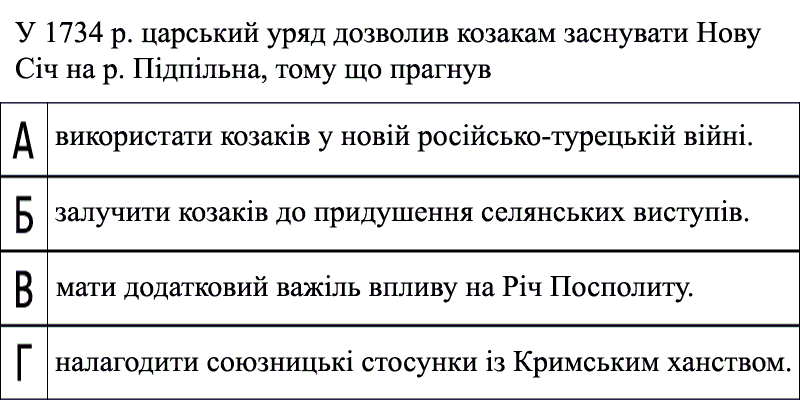 У 1734 р. царський уряд дозволив козакам заснувати Нову
Січ на р. Підпільна, тому що прагнув
А використати козаків у новій російсько-турецькій війні.
Б залучити козаків до придушення селянських виступів.
В мати додатковий важіль впливу на Річ Посполиту.
Г налагодити союзницькі стосунки із Кримським ханством.